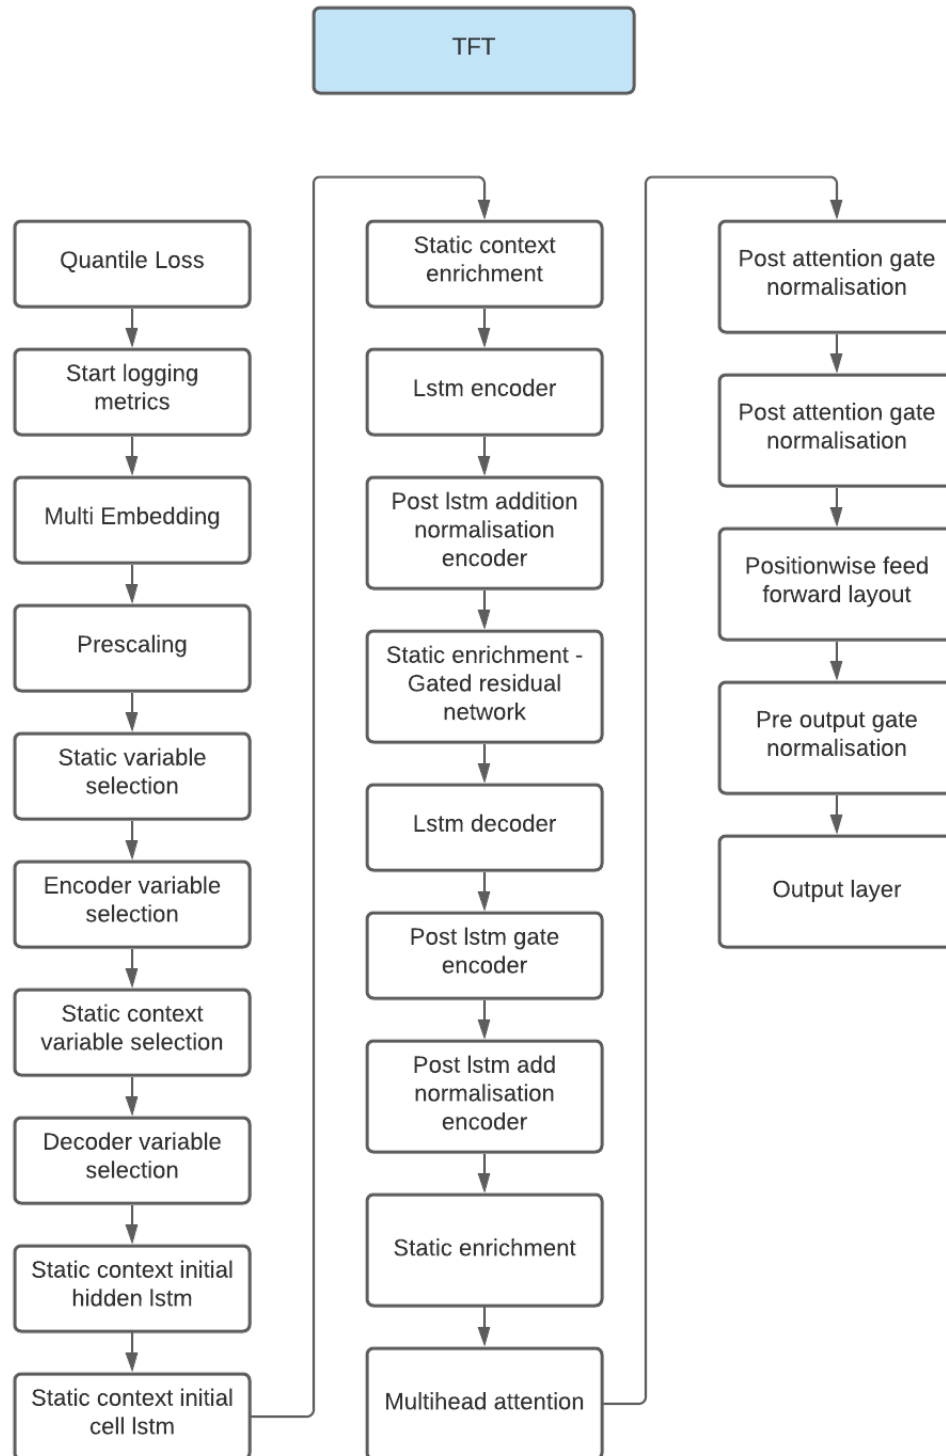 TFT
Quantile Loss
Start logging
metrics
Multi Embedding
Prescaling
Static variable
selection
Encoder variable
selection
Static context
variable selection
Decoder variable
selection
Static context initial
hidden lstm
Static context initial
cell lstm
Static context
enrichment
Lstm encoder
Post lstm addition
normalisation
encoder
Static enrichment -
Gated residual
network
Lstm decoder
Post lstm gate
encoder
Post lstm add
normalisation
encoder
Static enrichment
Multihead attention
Post attention gate
normalisation
Post attention gate
normalisation
Positionwise feed
forward layout
Pre output gate
normalisation
Output layer